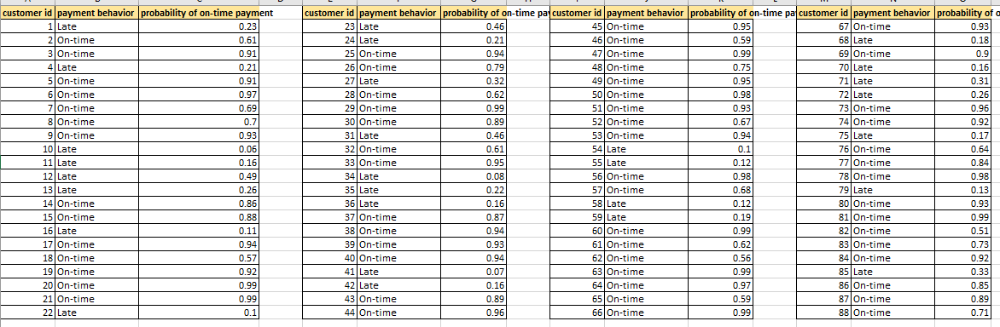 customer id payment behavior probability of on-time payment customer id payment behavior probability of on-time pay customer id payment behavior probability of on-time pa customer id payment behavior probability of o
1 Late 0.23 23 Late 0.46 45 On-time 0.95 67 On-time 0.93
2 On-time 0.61 24 Late 0.21 46 On-time 0.59 68 Late 0.18
3 On-time 0.91 25 On-time 0.94 47 On-time 0.99 69 On-time 0.9
4 Late 0.21 26 On-time 0.79 48 On-time 0.75 70 Late 0.16
5 On-time 0.91 27 Late 0.32 49 On-time 0.95 71 Late 0.31
6 On-time 0.97 28 On-time 0.62 50 On-time 0.98 72 Late 0.26
7 On-time 0.69 29 On-time 0.99 51 On-time 0.93 73 On-time 0.96
8 On-time 0.7 30 On-time 0.89 52 On-time 0.67 74 On-time 0.92
9 On-time 0.93 31 Late 0.46 53 On-time 0.94 75 Late 0.17
10 Late 0.06 32 On-time 0.61 54 Late 0.1 76 On-time 0.64
11 Late 0.16 33 On-time 0.95 55 Late 0.12 77 On-time 0.84
12 Late 0.49 34 Late 0.08 56 On-time 0.98 78 On-time 0.98
13 Late 0.26 35 Late 0.22 57 On-time 0.68 79 Late 0.13
14 On-time 0.86 36 Late 0.16 58 Late 0.12 80 On-time 0.93
15 On-time 0.88 37 On-time 0.87 59 Late 0.19 81 On-time 0.99
16 Late 0.11 38 On-time 0.94 60 On-time 0.99 82 On-time 0.51
17 On-time 0.94 39 On-time 0.93 61 On-time 0.62 83 On-time 0.73
18 On-time 0.57 40 On-time 0.94 62 On-time 0.56 84 On-time 0.92
19 On-time 0.92 41 Late 0.07 63 On-time 0.99 85 Late 0.33
20 On-time 0.99 42 Late 0.16 64 On-time 0.97 86 On-time 0.85
21 On-time 0.99 43 On-time 0.89 65 On-time 0.59 87 On-time 0.89
22 Late 0.1 44 On-time 0.96 66 On-time 0.99 88 On-time 0.71